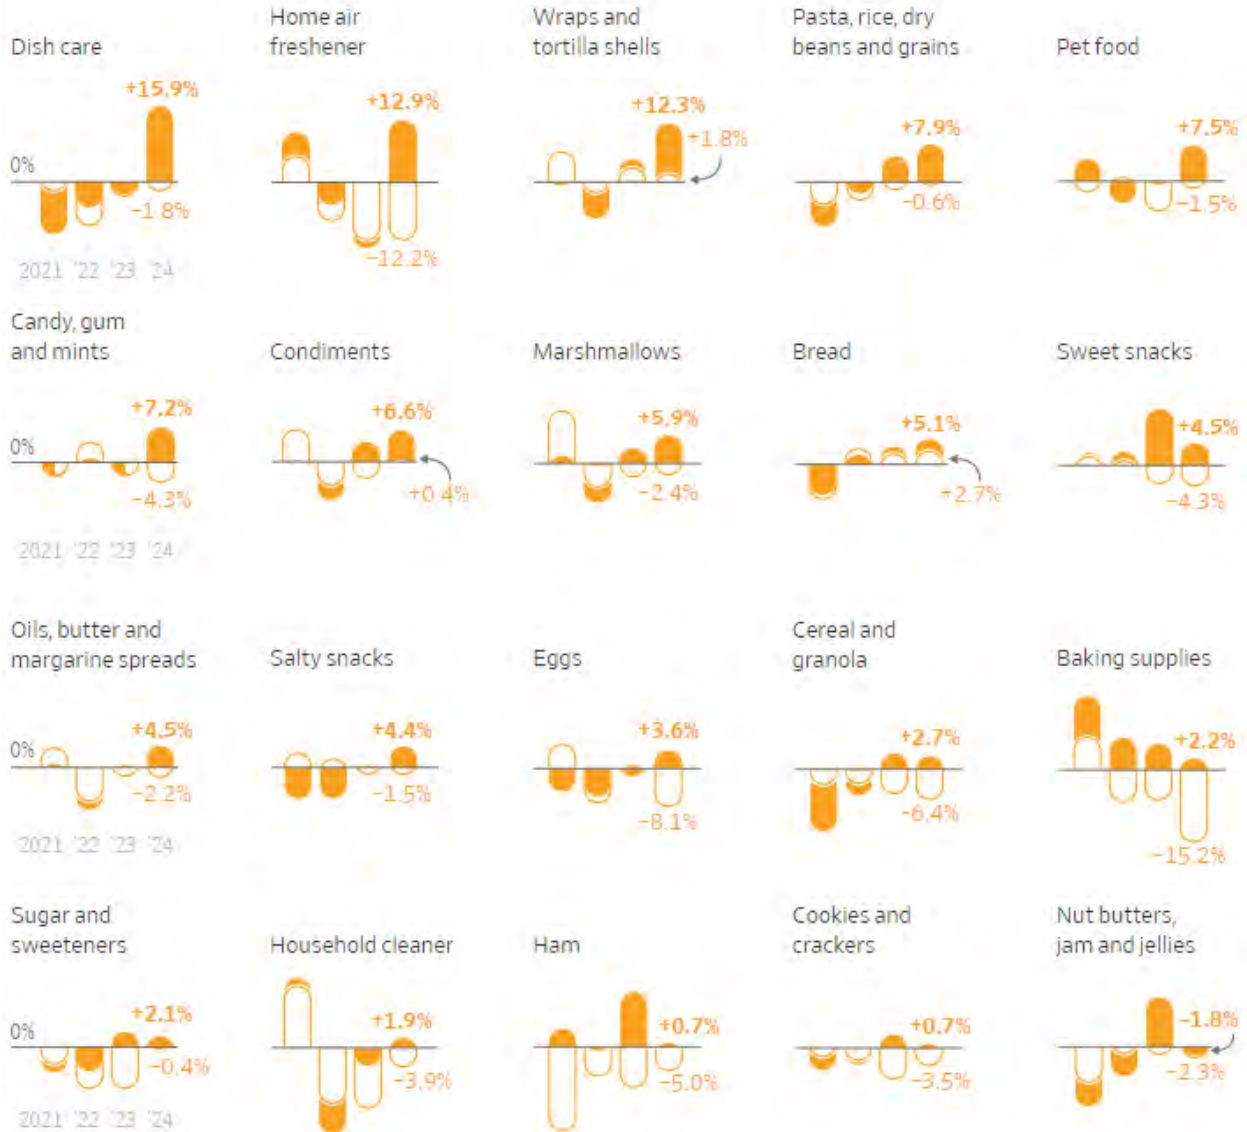 Dish care
Home air
freshener
Wraps and
tortilla shells
Pasta, rice, dry
beans and grains
Pet food
+15.9%
+12.9%
+12.3%
+1.8%
+7.9%
+7.5%
0%
−1.8%
−12.2%
−0.6%
−1.5%
2021 '22 '23 '24
Candy, gum
and mints
Condiments
Marshmallows
Bread
Sweet snacks
+7.2%
+6.6%
+5.9%
+5.1%
+4.5%
0%
−4.3%
+0.4%
−2.4%
+2.7%
−4.3%
2021 '22 '23 '24
Oils, butter and
margarine spreads
Salty snacks
Eggs
Cereal and
granola
Baking supplies
+4.5%
+4.4%
+3.6%
+2.7%
+2.2%
0%
−2.2%
−1.5%
−8.1%
−6.4%
−15.2%
2021 '22 '23 '24
Sugar and
sweeteners
Household cleaner
Ham
Cookies and
crackers
Nut butters,
jam and jellies
+2.1%
+1.9%
+0.7%
+0.7%
−1.8%
0%
−0.4%
−3.9%
−5.0%
−3.5%
−2.3%
2021 '22 '23 '24